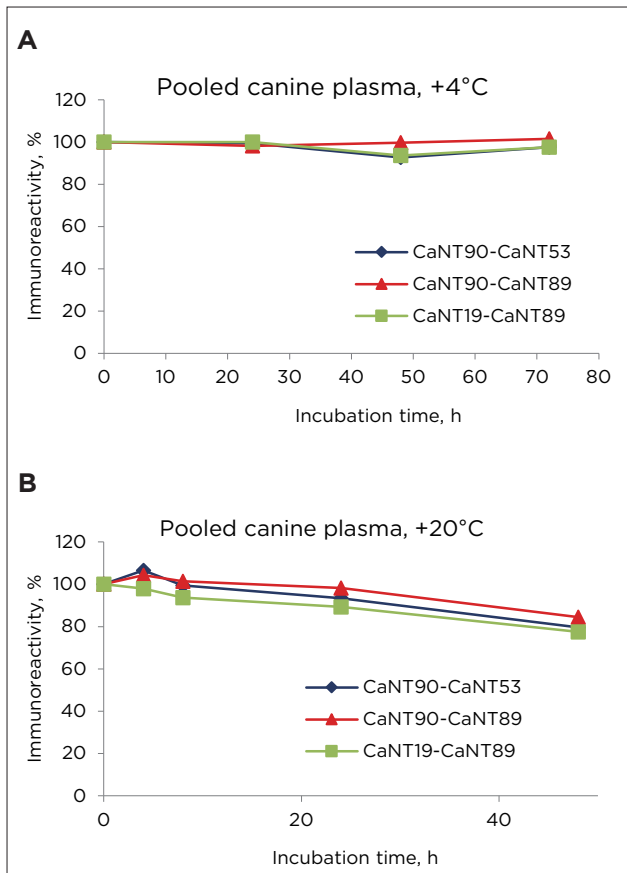 A
Pooled canine plasma, +4°C
120
100
80
60
40
20
0
Immunoreactivity, %
CaNT90-CaNT53
CaNT90-CaNT89
CaNT19-CaNT89
0 10 20 30 40 50 60 70 80
Incubation time, h
B
Pooled canine plasma, +20°C
120
100
80
60
40
20
0
Immunoreactivity, %
CaNT90-CaNT53
CaNT90-CaNT89
CaNT19-CaNT89
0 20 40
Incubation time, h